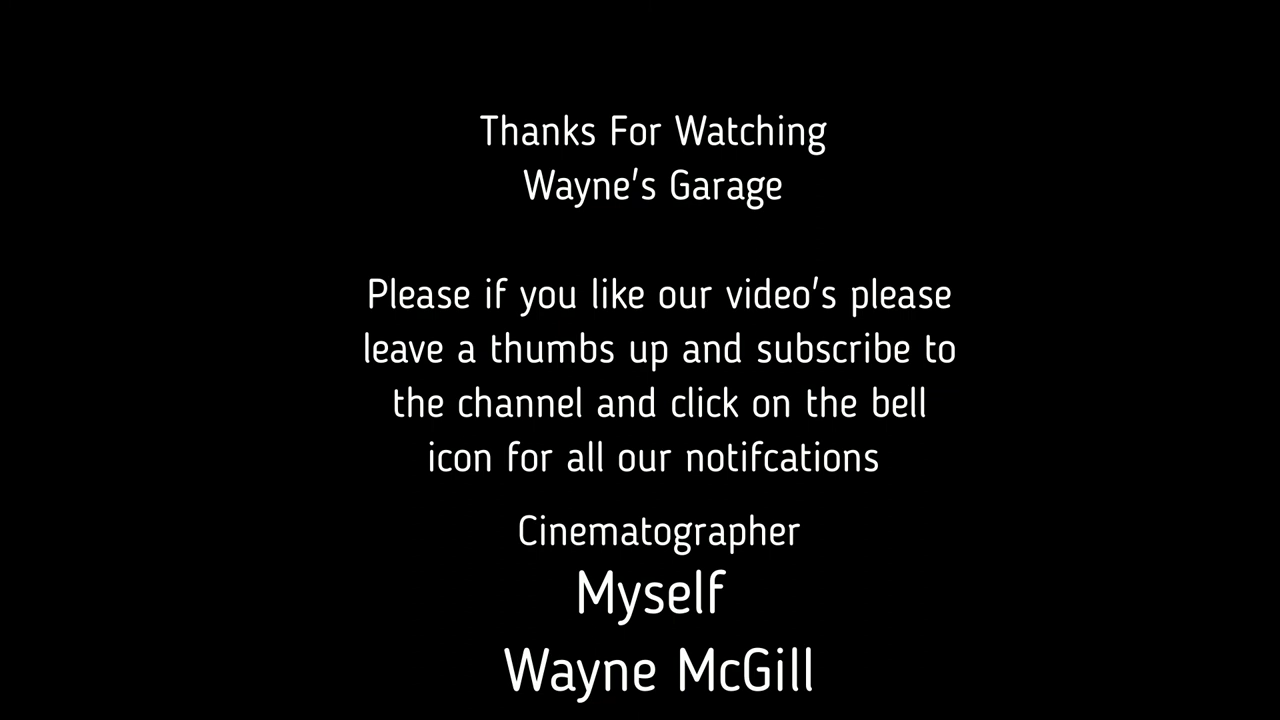 Thanks For Watching
Wayne's Garage
Please if you like our video's please
leave a thumbs up and subscribe to
the channel and click on the bell
icon for all our notifcations
Cinematographer
Myself
Wayne McGill